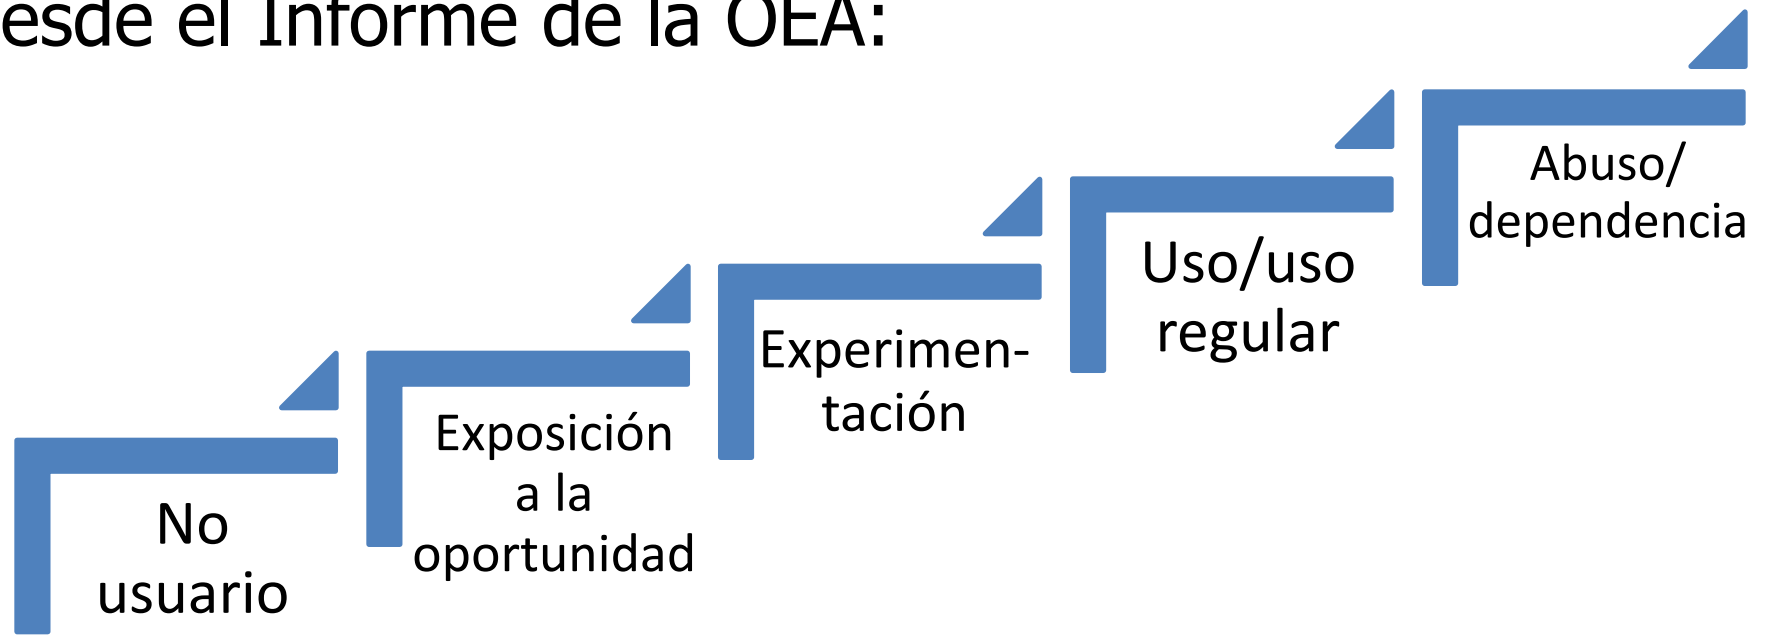 esde el Informe de la OEA:
No
usuario
Exposición
a la
oportunidad
Experimen-
tación
Uso/uso
regular
Abuso/
dependencia